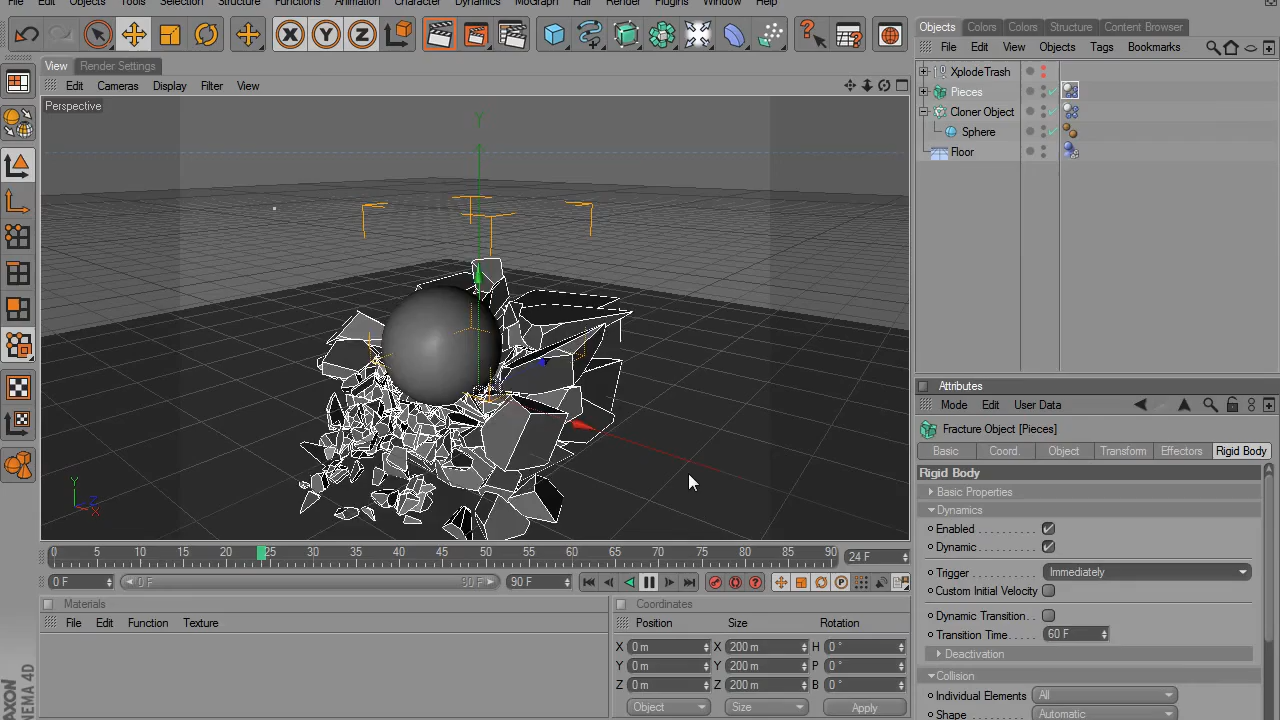 File Edit Objects Tools Selection Structure Functions Animation Character Dynamics MoGraph Hair Render Plugins Window Help
View Render Settings
Edit Cameras Display Filter View
Perspective
Y
Y
Z
X
0 5 10 15 20 25 30 35 40 45 50 55 60 65 70 75 80 85 90
24 F
0 F
0 F
90 F
90 F
Materials
File Edit Function Texture
Coordinates
Position Size Rotation
X 0 m X 200 m H 0 °
Y 0 m Y 200 m P 0 °
Z 0 m Z 200 m B 0 °
Object Size Apply
MAXON
CINEMA 4D
Objects Colors Colors Structure Content Browser
File Edit View Objects Tags Bookmarks
XplodeTrash
Pieces
Cloner Object
Sphere
Floor
Attributes
Mode Edit User Data
Fracture Object [Pieces]
Basic Coord. Object Transform Effectors Rigid Body
Rigid Body
Basic Properties
Dynamics
Enabled
Dynamic
Trigger Immediately
Custom Initial Velocity
Dynamic Transition
Transition Time 60 F
Deactivation
Collision
Individual Elements All
Shape Automatic